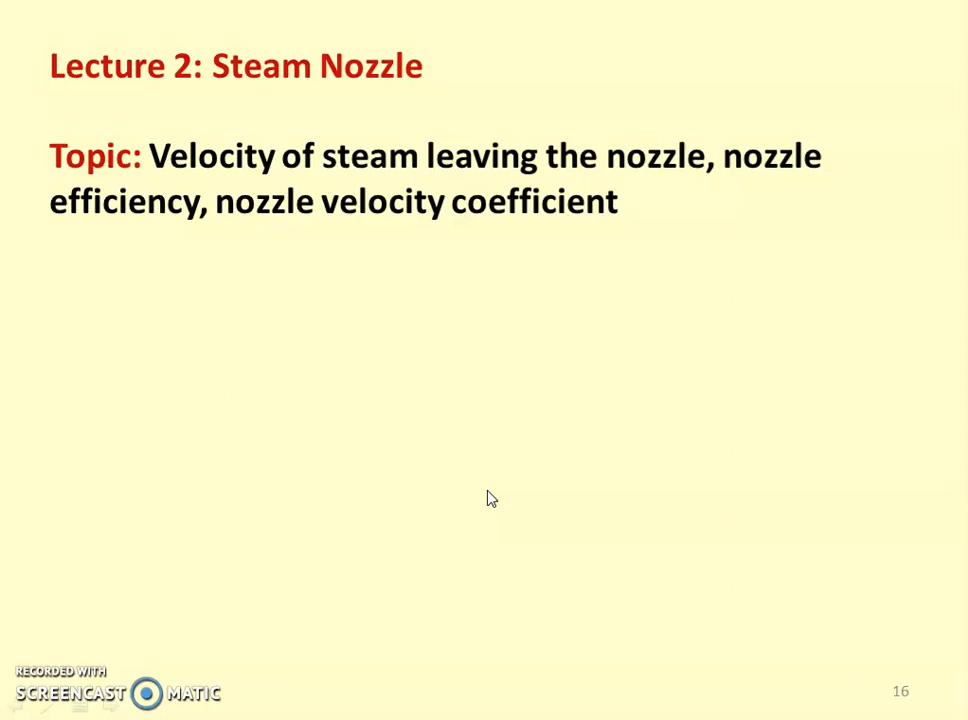 Lecture 2: Steam Nozzle
Topic: Velocity of steam leaving the nozzle, nozzle
efficiency, nozzle velocity coefficient
RECORDED WITH
SCREENCAST MATIC
16